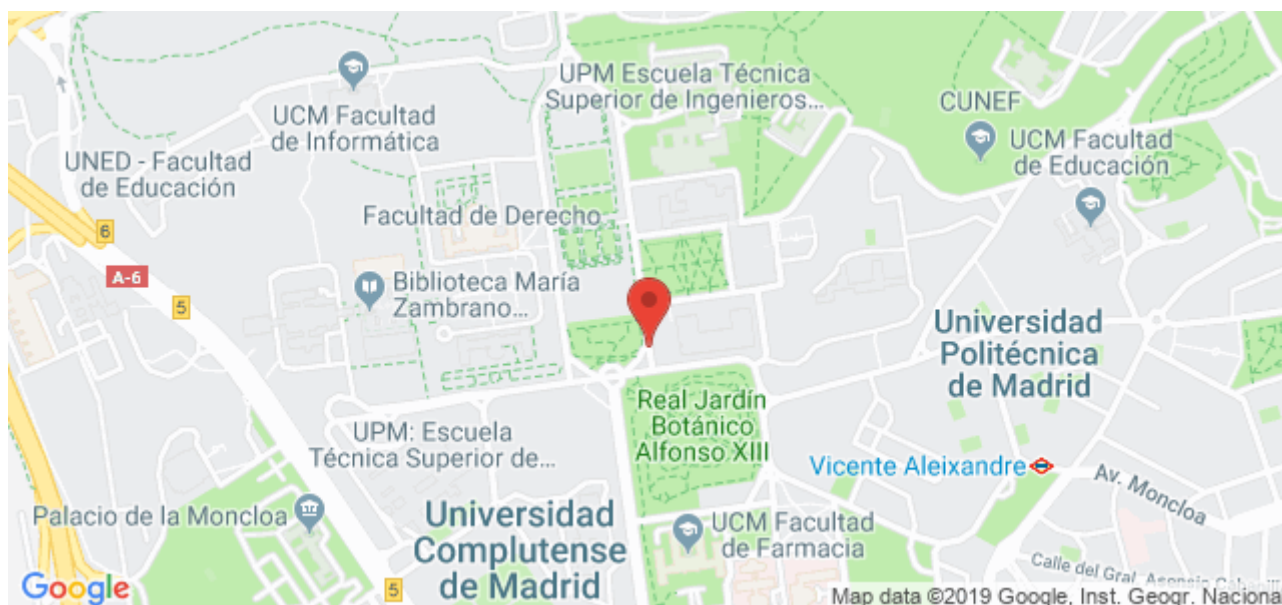 UPM Escuela Técnica
Superior de Ingenieros...
CUNEF
UCM Facultad
de Informática
UCM Facultad
de Educación
UNED - Facultad
de Educación
Facultad de Derecho
6
A-6
5
Biblioteca María
Zambrano...
Universidad
Politécnica
de Madrid
Real Jardín
Botánico
Alfonso XIII
UPM: Escuela
Técnica Superior de...
Vicente Aleixandre
Av. Moncloa
Palacio de la Moncloa
Universidad
Complutense
de Madrid
UCM Facultad
de Farmacia
Calle del Gral. Asensio
5
Google
Map data ©2019 Google, Inst. Geogr. Naciona